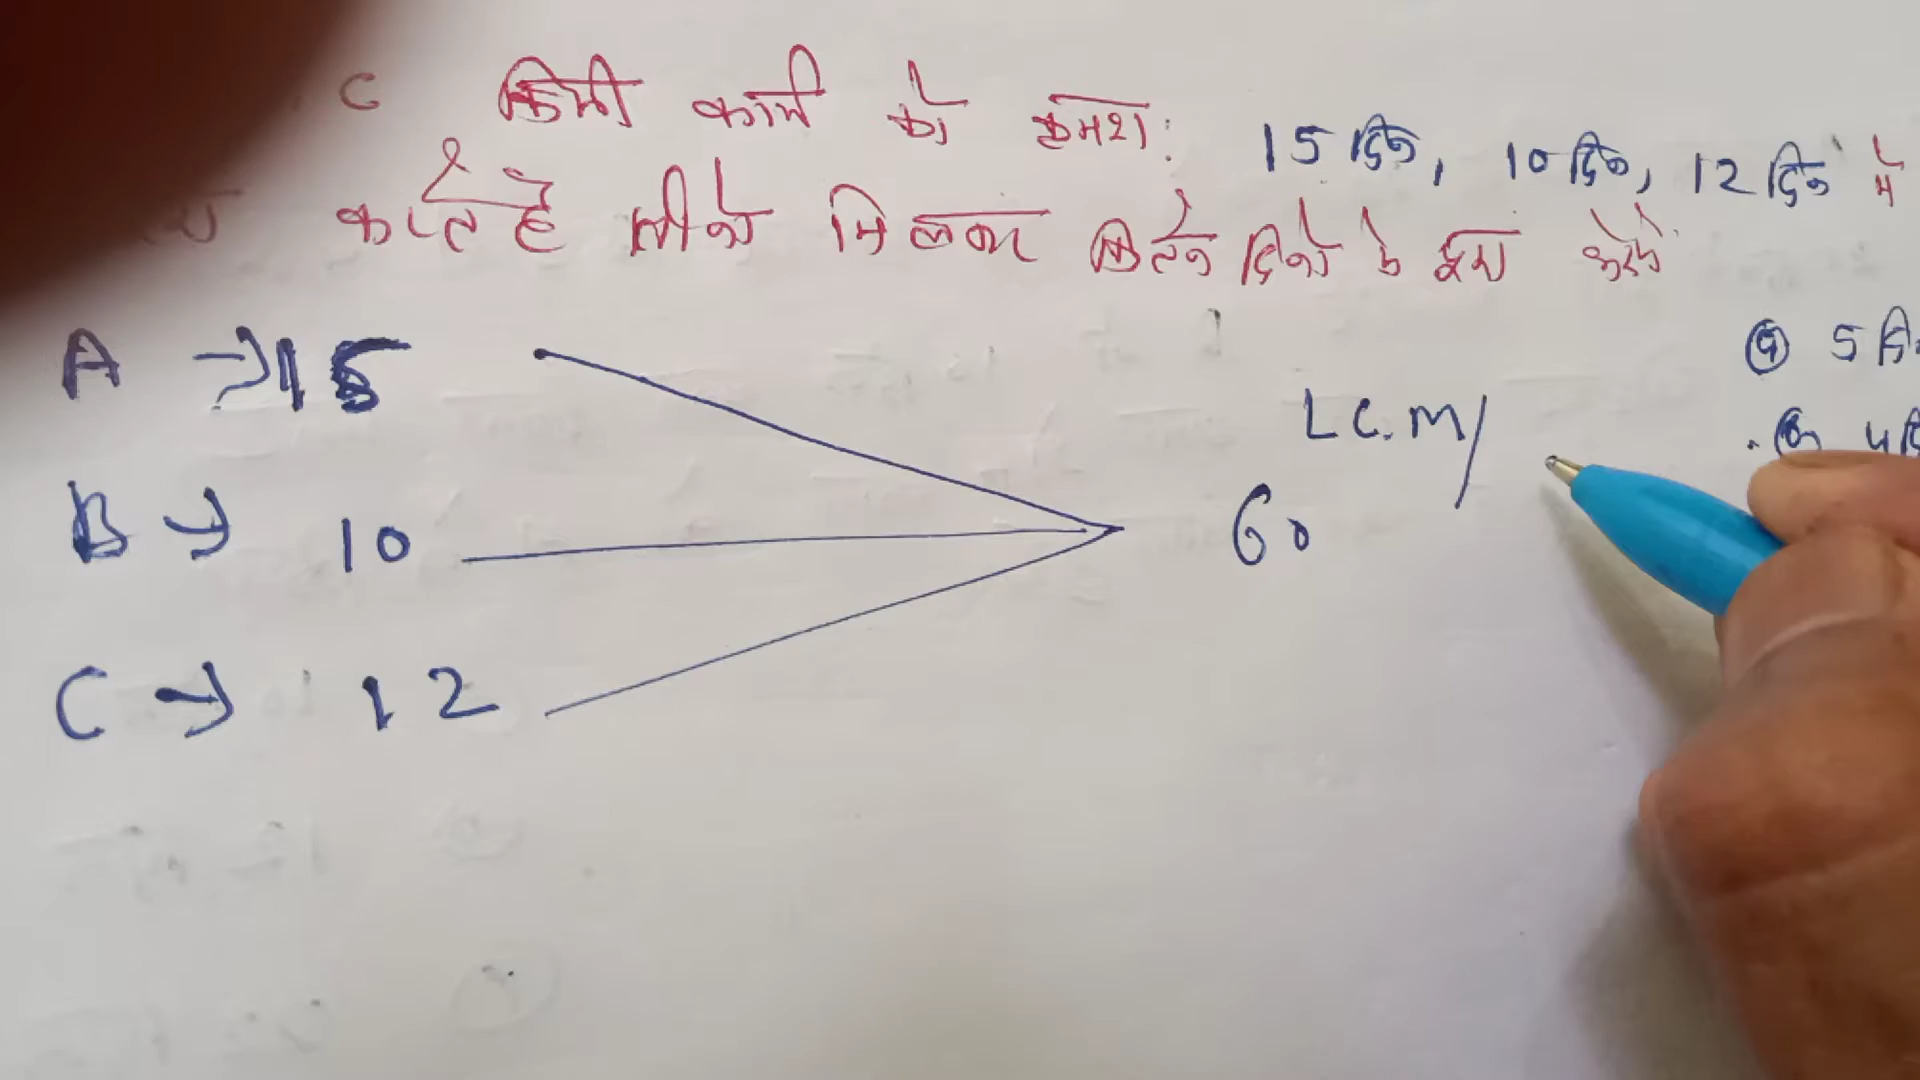 C किसी कार्य को क्रमशः 15 दिन, 10 दिन, 12 दिन में
करते है तीनो मिलकर कितने दिनो मे पूरा करेगे
A → 15
5 दि
L C. M /
B → 10
60
C → 12